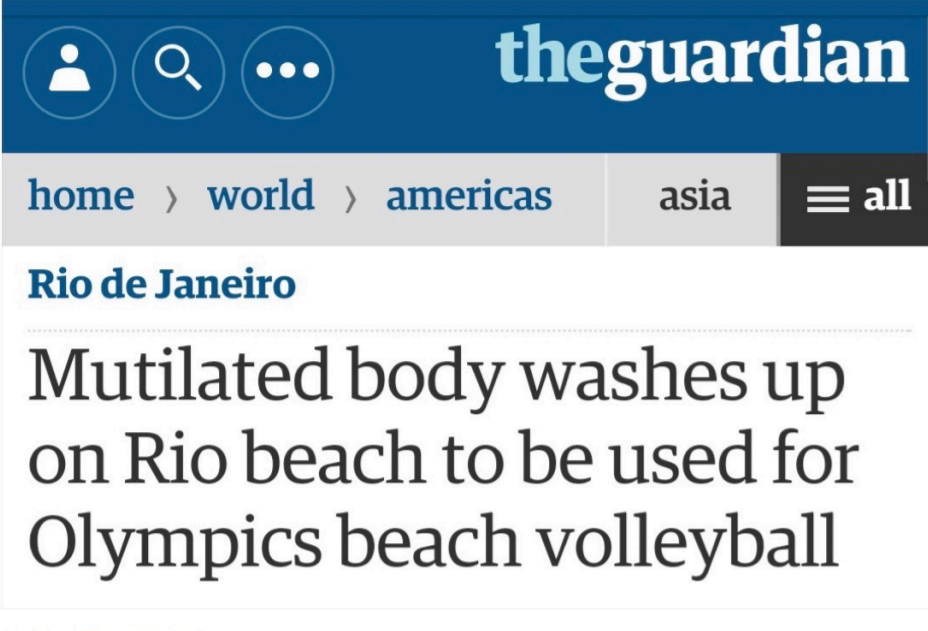 theguardian
home › world › americas asia all
Rio de Janeiro
Mutilated body washes up
on Rio beach to be used for
Olympics beach volleyball